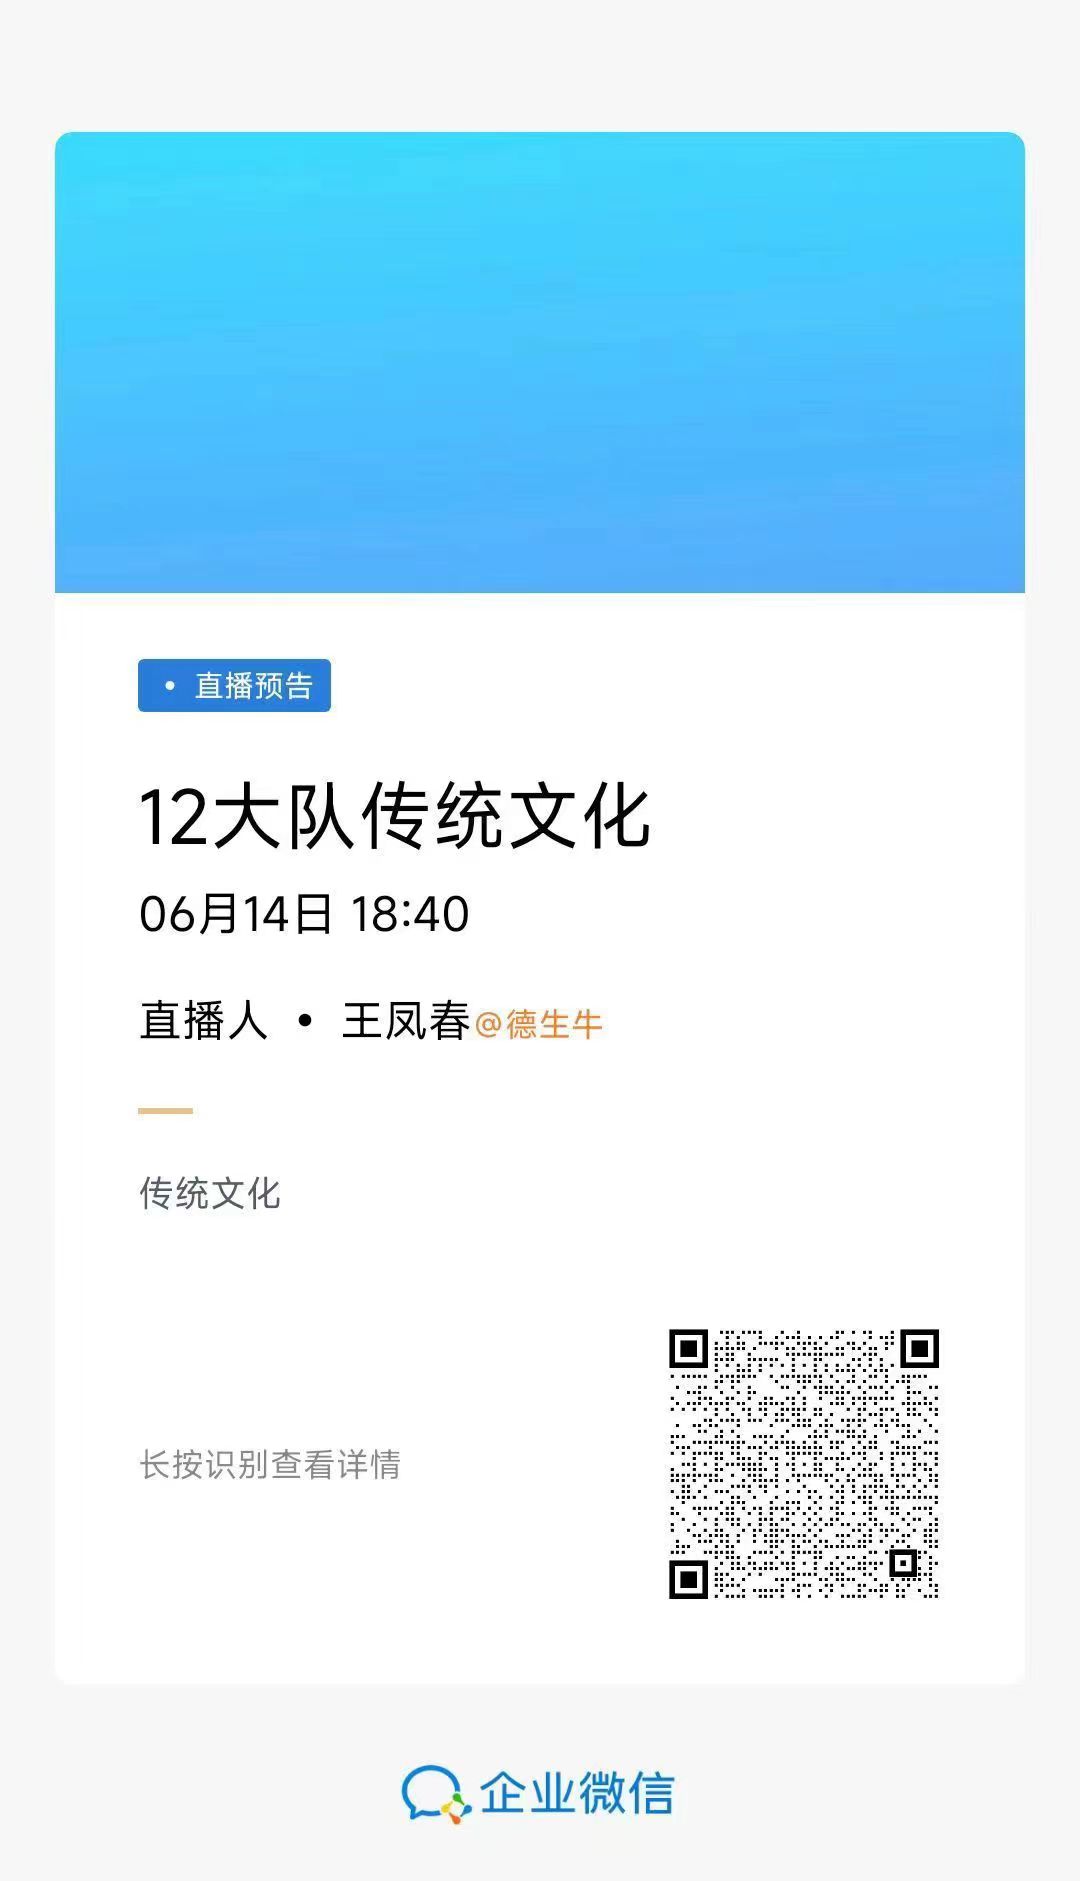 • 直播预告
12大队传统文化
06月14日 18:40
直播人 • 王凤春@德生牛
传统文化
长按识别查看详情
企业微信